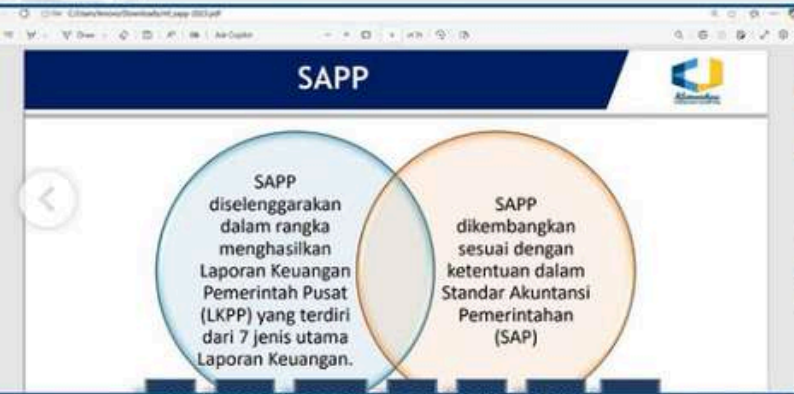 SAPP
SAPP
diselenggarakan
dalam rangka
menghasilkan
Laporan Keuangan
Pemerintah Pusat
(LKPP) yang terdiri
dari 7 jenis utama
Laporan Keuangan.
SAPP
dikembangkan
sesuai dengan
ketentuan dalam
Standar Akuntansi
Pemerintahan
(SAP)